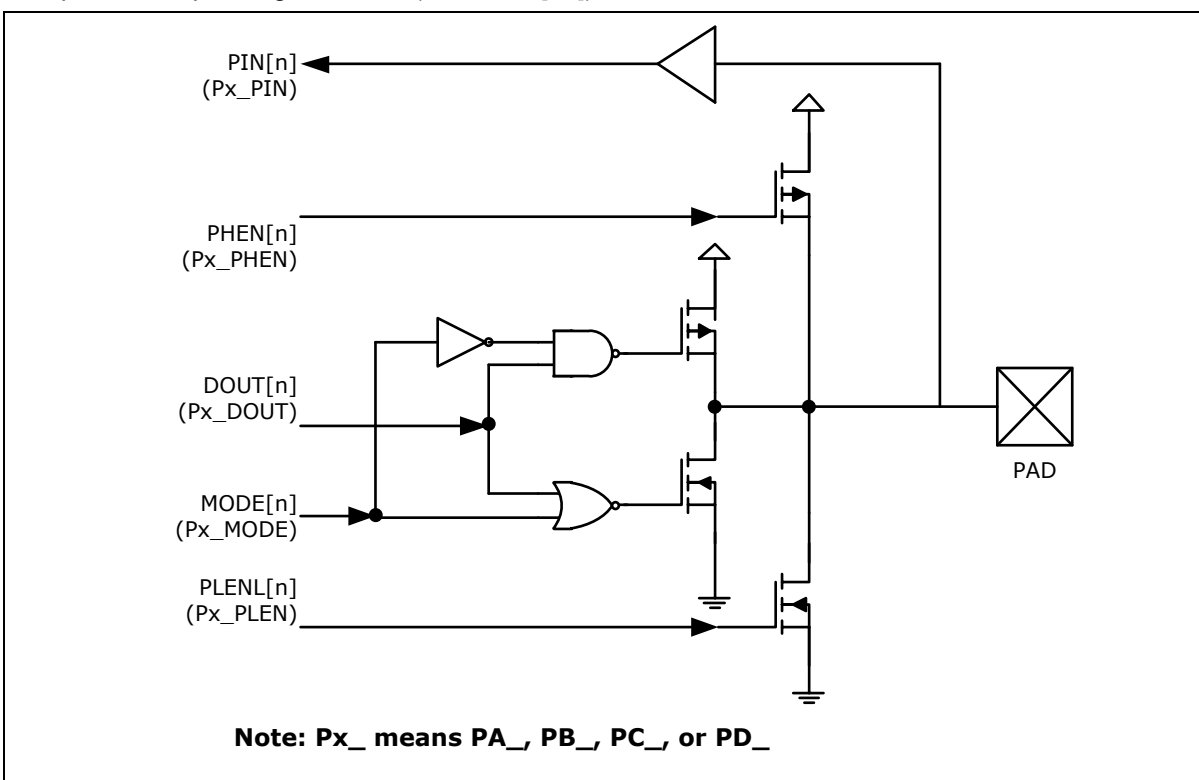 PIN[n]
(Px_PIN)
PHEN[n]
(Px_PHEN)
DOUT[n]
(Px_DOUT)
PAD
MODE[n]
(Px_MODE)
PLENL[n]
(Px_PLEN)
Note: Px_ means PA_, PB_, PC_, or PD_